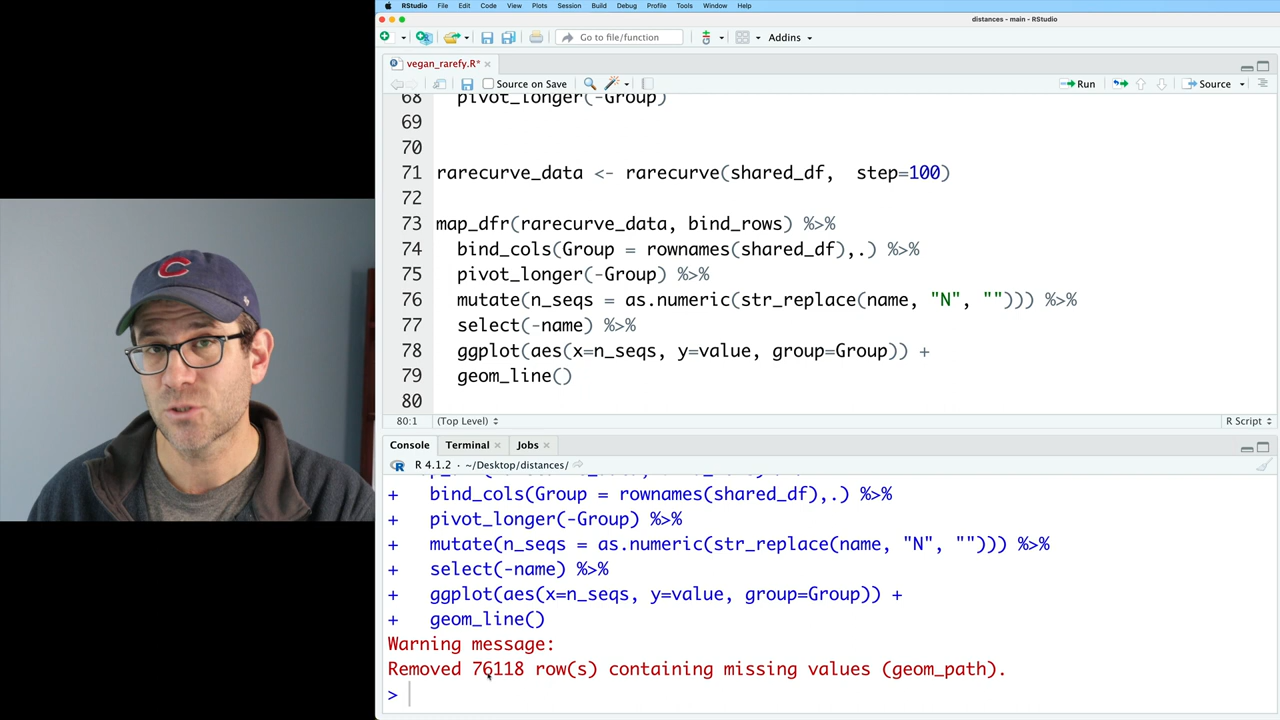 RStudio File Edit Code View Plots Session Build Debug Profile Tools Window Help
distances - main - RStudio
Go to file/function Addins
vegan_rarefy.R*
Source on Save Run Source
68 pivot_longer(-Group)
69
70
71 rarecurve_data <- rarecurve(shared_df,  step=100)
72
73 map_dfr(rarecurve_data, bind_rows) %>%
74 bind_cols(Group = rownames(shared_df),.) %>%
75 pivot_longer(-Group) %>%
76 mutate(n_seqs = as.numeric(str_replace(name, "N", ""))) %>%
77 select(-name) %>%
78 ggplot(aes(x=n_seqs, y=value, group=Group)) +
79 geom_line()
80
80:1 (Top Level) R Script
Console Terminal Jobs
R 4.1.2 · ~/Desktop/distances/
+ bind_cols(Group = rownames(shared_df),.) %>%
+ pivot_longer(-Group) %>%
+ mutate(n_seqs = as.numeric(str_replace(name, "N", ""))) %>%
+ select(-name) %>%
+ ggplot(aes(x=n_seqs, y=value, group=Group)) +
+ geom_line()
Warning message:
Removed 76118 row(s) containing missing values (geom_path).
>
C